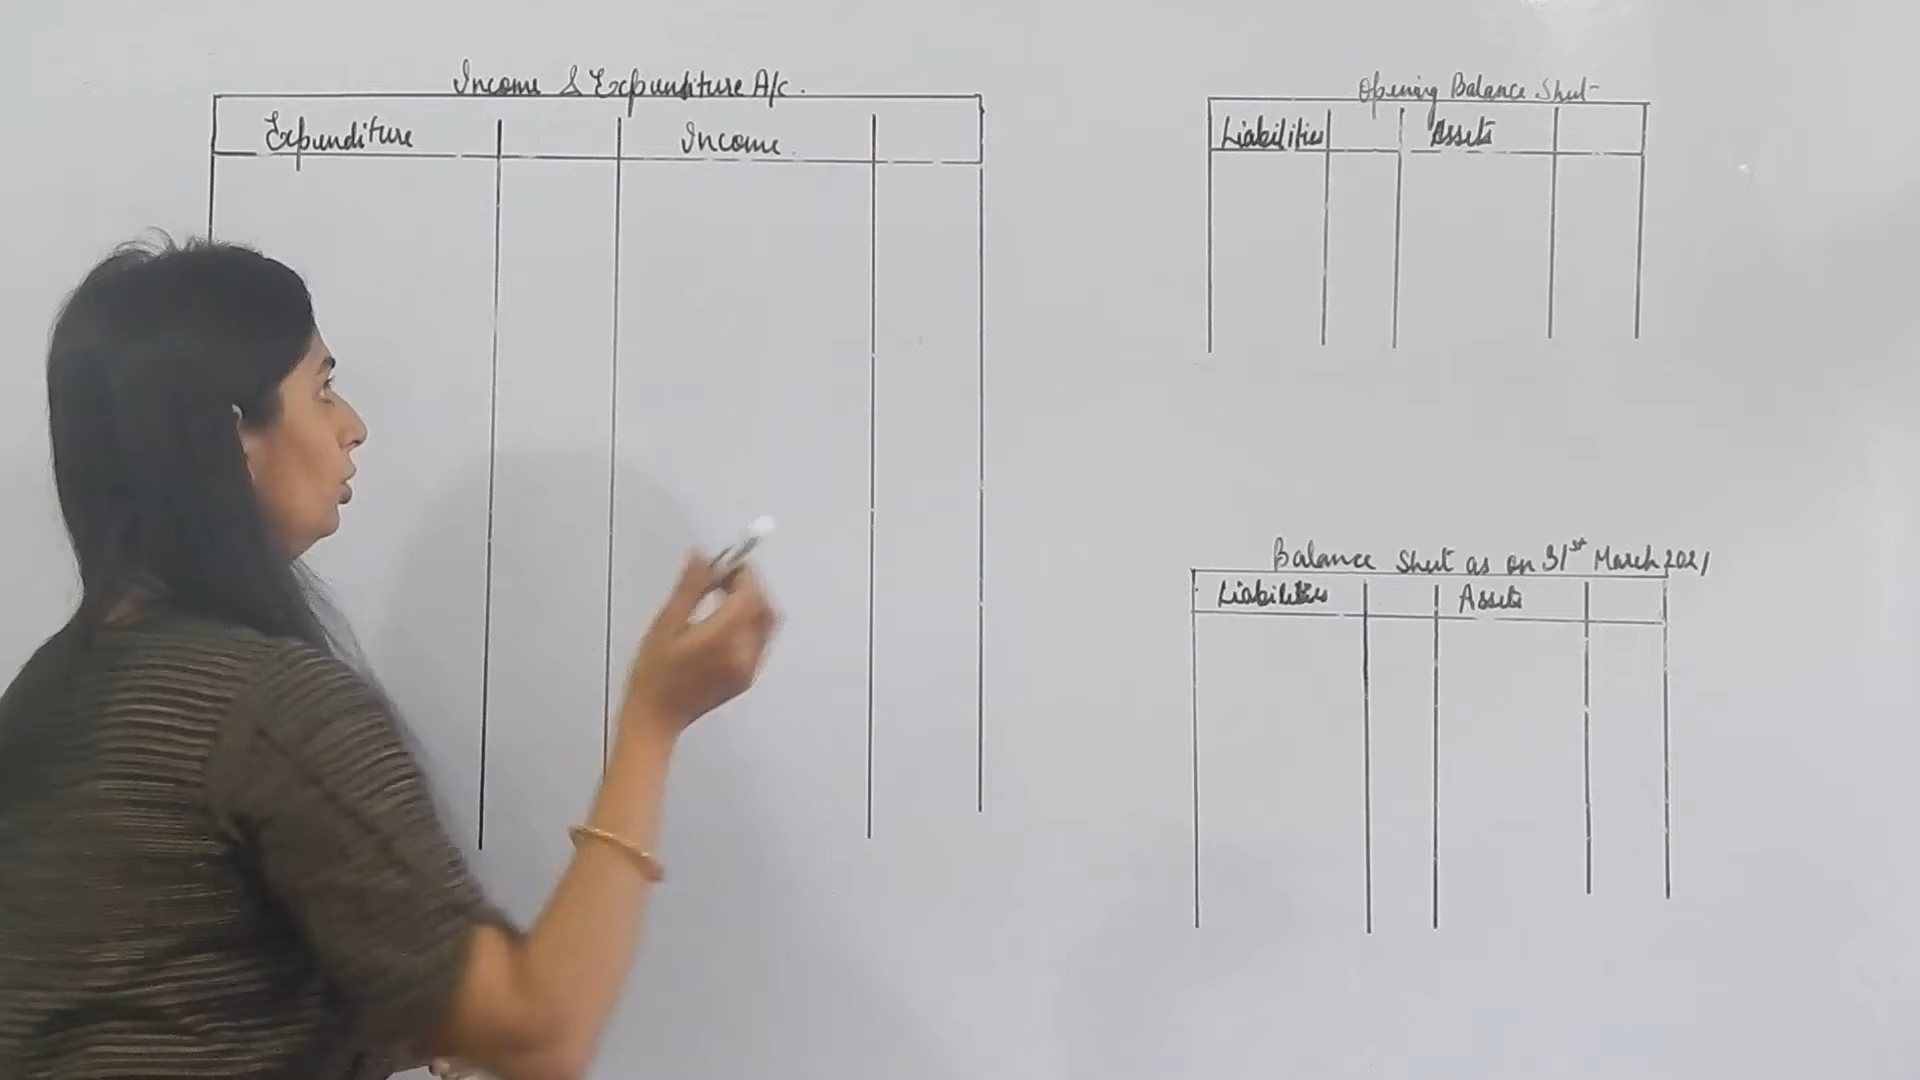 Income & Expenditure A/c.
Expenditure Income
Opening Balance Sheet
Liabilities Assets
Balance Sheet as on 31st March 2021
Liabilities Assets